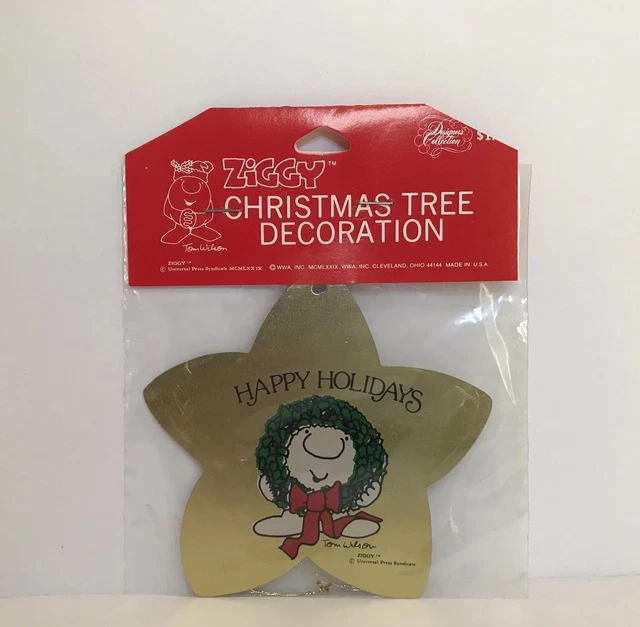 Designers'
Collection
ZiGGY™
CHRISTMAS TREE
DECORATION
Tom Wilson
ZIGGY™
© Universal Press Syndicate MCMLXXIX
© WWA, INC. MCMLXXIX. WWA, INC. CLEVELAND, OHIO 44144 MADE IN U.S.A.
HAPPY HOLIDAYS
Tom Wilson
ZIGGY™
© Universal Press Syndicate